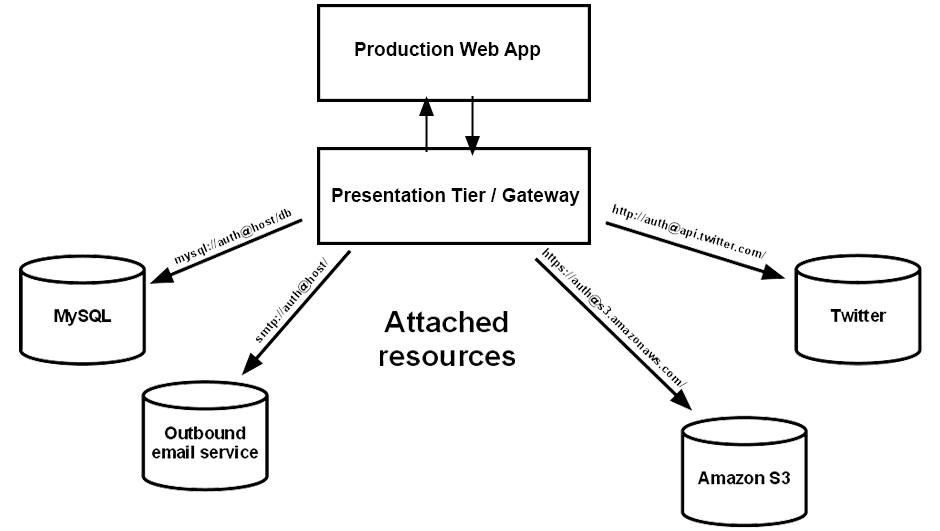 Production Web App
Presentation Tier / Gateway
mysql://auth@host/db
http://auth@api.twitter.com/
smtp://auth@host/
https://auth@s3.amazonaws.com/
MySQL
Attached
resources
Twitter
Outbound
email service
Amazon S3